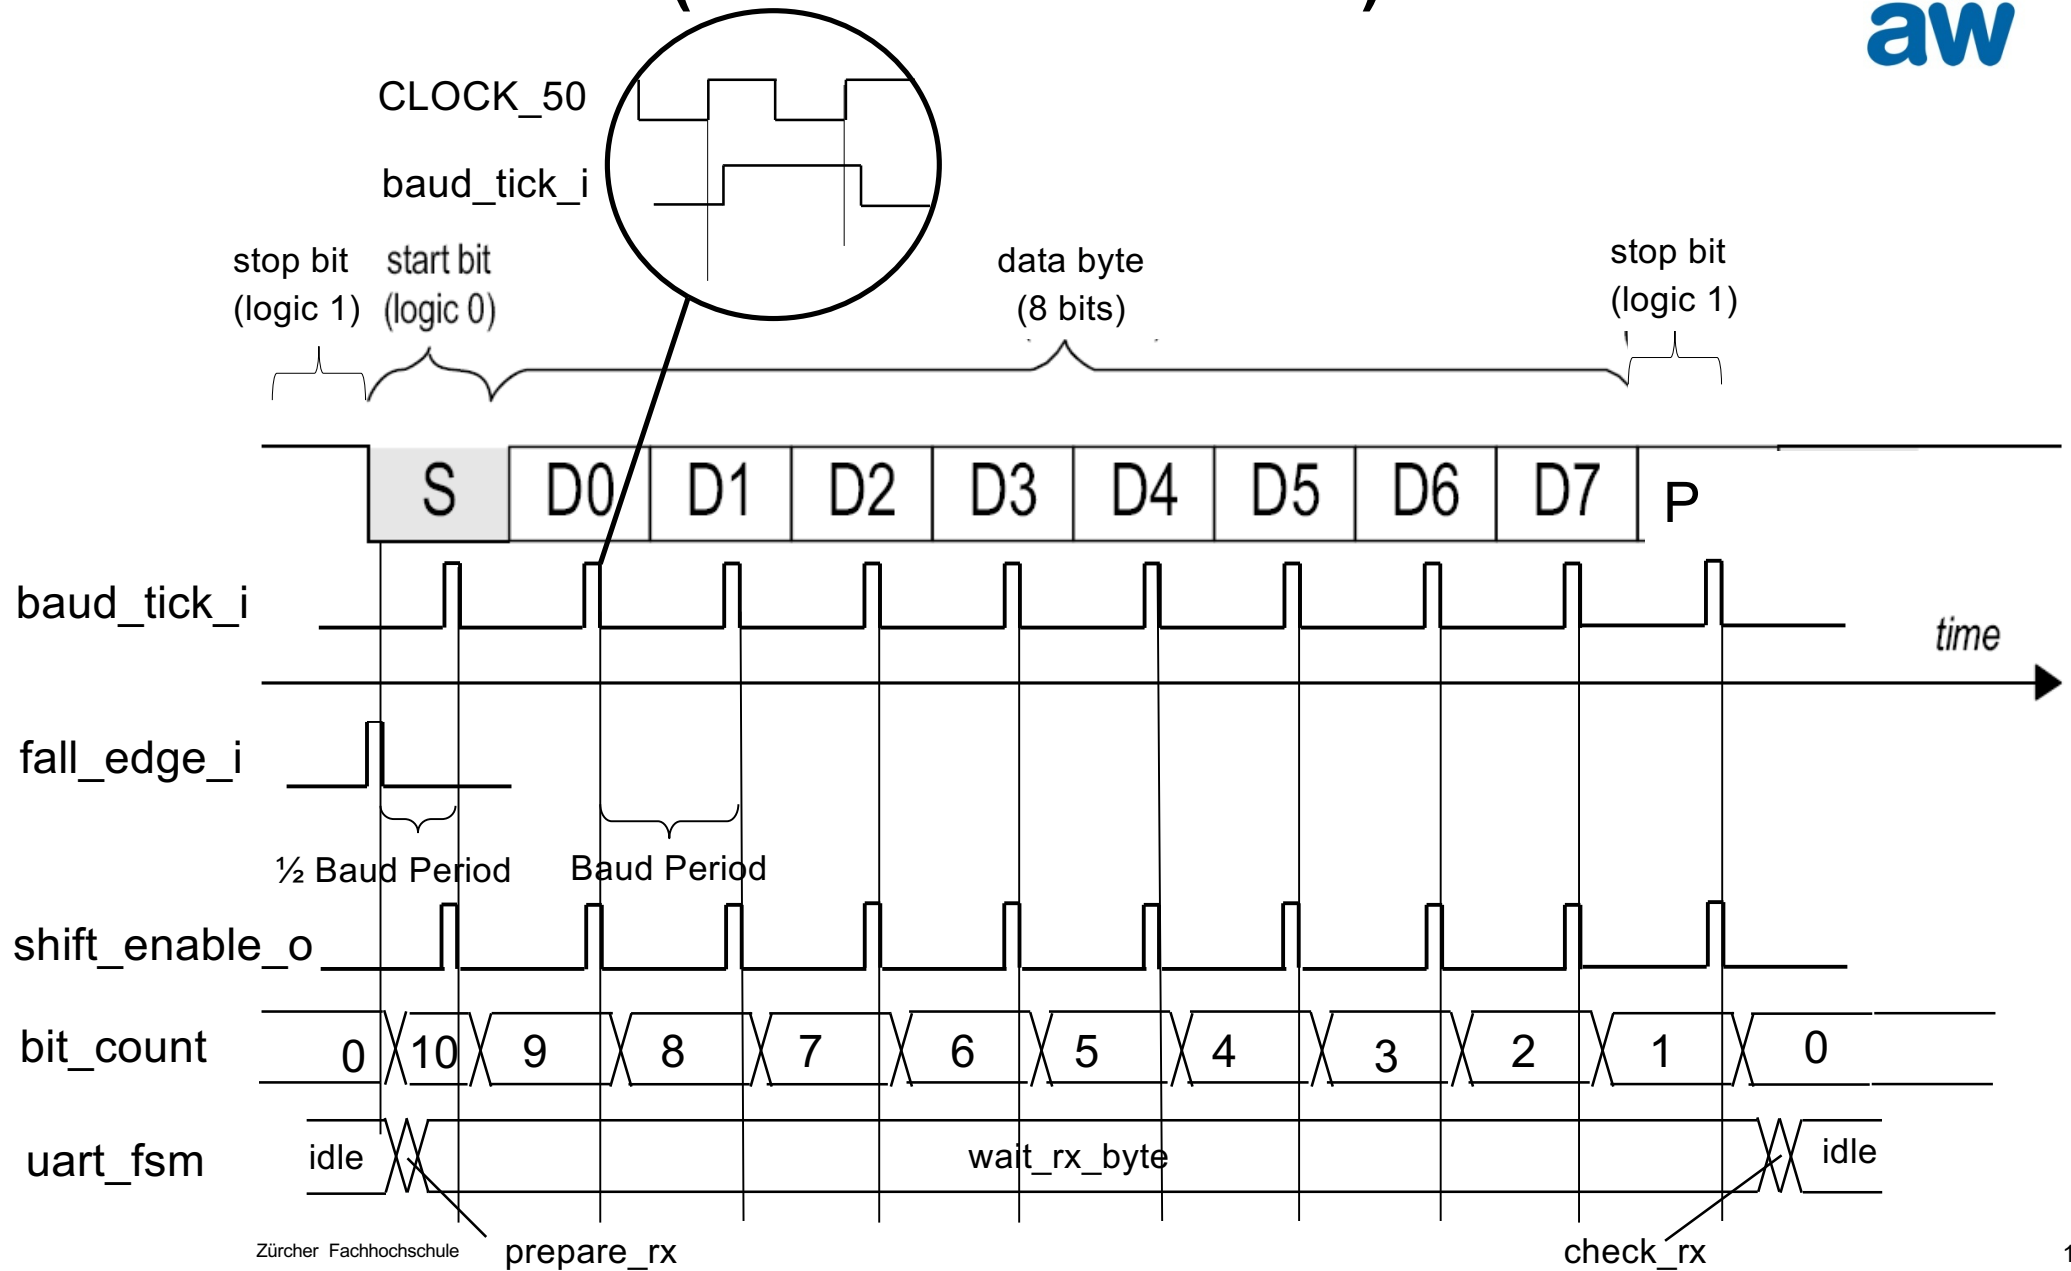 aw
CLOCK_50
baud_tick_i
stop bit
(logic 1)
start bit
(logic 0)
data byte
(8 bits)
stop bit
(logic 1)
S D0 D1 D2 D3 D4 D5 D6 D7 P
baud_tick_i
time
fall_edge_i
½ Baud Period Baud Period
shift_enable_o
bit_count 0 10 9 8 7 6 5 4 3 2 1 0
uart_fsm idle wait_rx_byte idle
Zürcher Fachhochschule prepare_rx check_rx